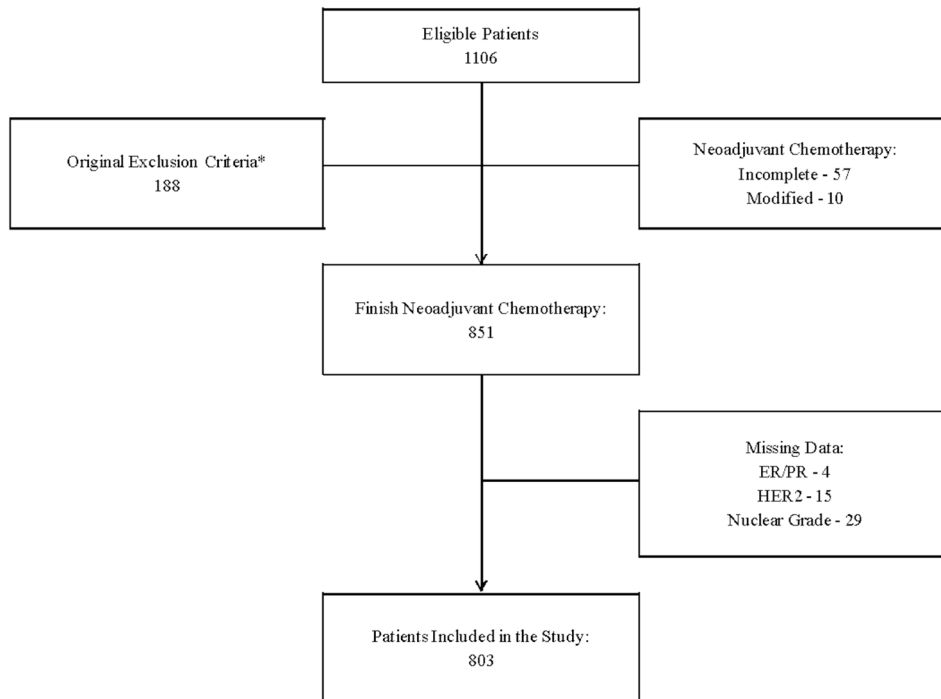 Eligible Patients
1106
Original Exclusion Criteria*
188
Neoadjuvant Chemotherapy:
Incomplete - 57
Modified - 10
Finish Neoadjuvant Chemotherapy:
851
Missing Data:
ER/PR - 4
HER2 - 15
Nuclear Grade - 29
Patients Included in the Study:
803